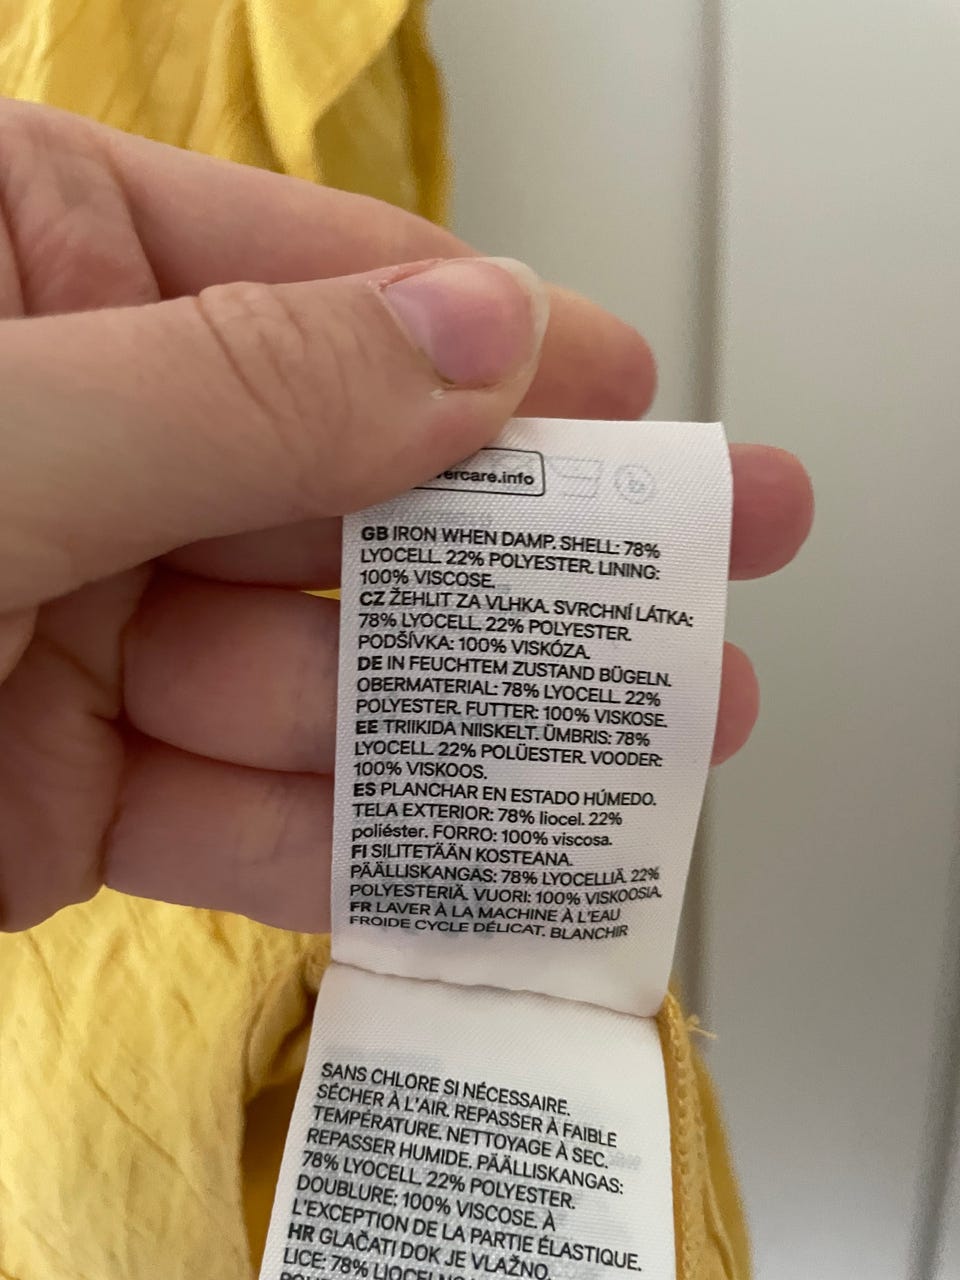 ercare.info
GB IRON WHEN DAMP. SHELL: 78%
LYOCELL. 22% POLYESTER. LINING:
100% VISCOSE.
CZ ŽEHLIT ZA VLHKA. SVRCHNÍ LÁTKA:
78% LYOCELL. 22% POLYESTER.
PODŠÍVKA: 100% VISKÓZA.
DE IN FEUCHTEM ZUSTAND BÜGELN.
OBERMATERIAL: 78% LYOCELL. 22%
POLYESTER. FUTTER: 100% VISKOSE.
EE TRIIKIDA NIISKELT. ÜMBRIS: 78%
LYOCELL. 22% POLÜESTER. VOODER:
100% VISKOOS.
ES PLANCHAR EN ESTADO HÚMEDO.
TELA EXTERIOR: 78% liocel. 22%
poliéster. FORRO: 100% viscosa.
FI SILITETÄÄN KOSTEANA.
PÄÄLLISKANGAS: 78% LYOCELLIÄ. 22%
POLYESTERIÄ. VUORI: 100% VISKOOSIA.
FR LAVER À LA MACHINE À L'EAU
FROIDE CYCLE DÉLICAT. BLANCHIR
SANS CHLORE SI NÉCESSAIRE.
SÉCHER À L'AIR. REPASSER À FAIBLE
TEMPÉRATURE. NETTOYAGE À SEC.
REPASSER HUMIDE. PÄÄLLISKANGAS:
78% LYOCELL. 22% POLYESTER.
DOUBLURE: 100% VISCOSE. À
L'EXCEPTION DE LA PARTIE ÉLASTIQUE.
HR GLAČATI DOK JE VLAŽNO.
LICE: 78%